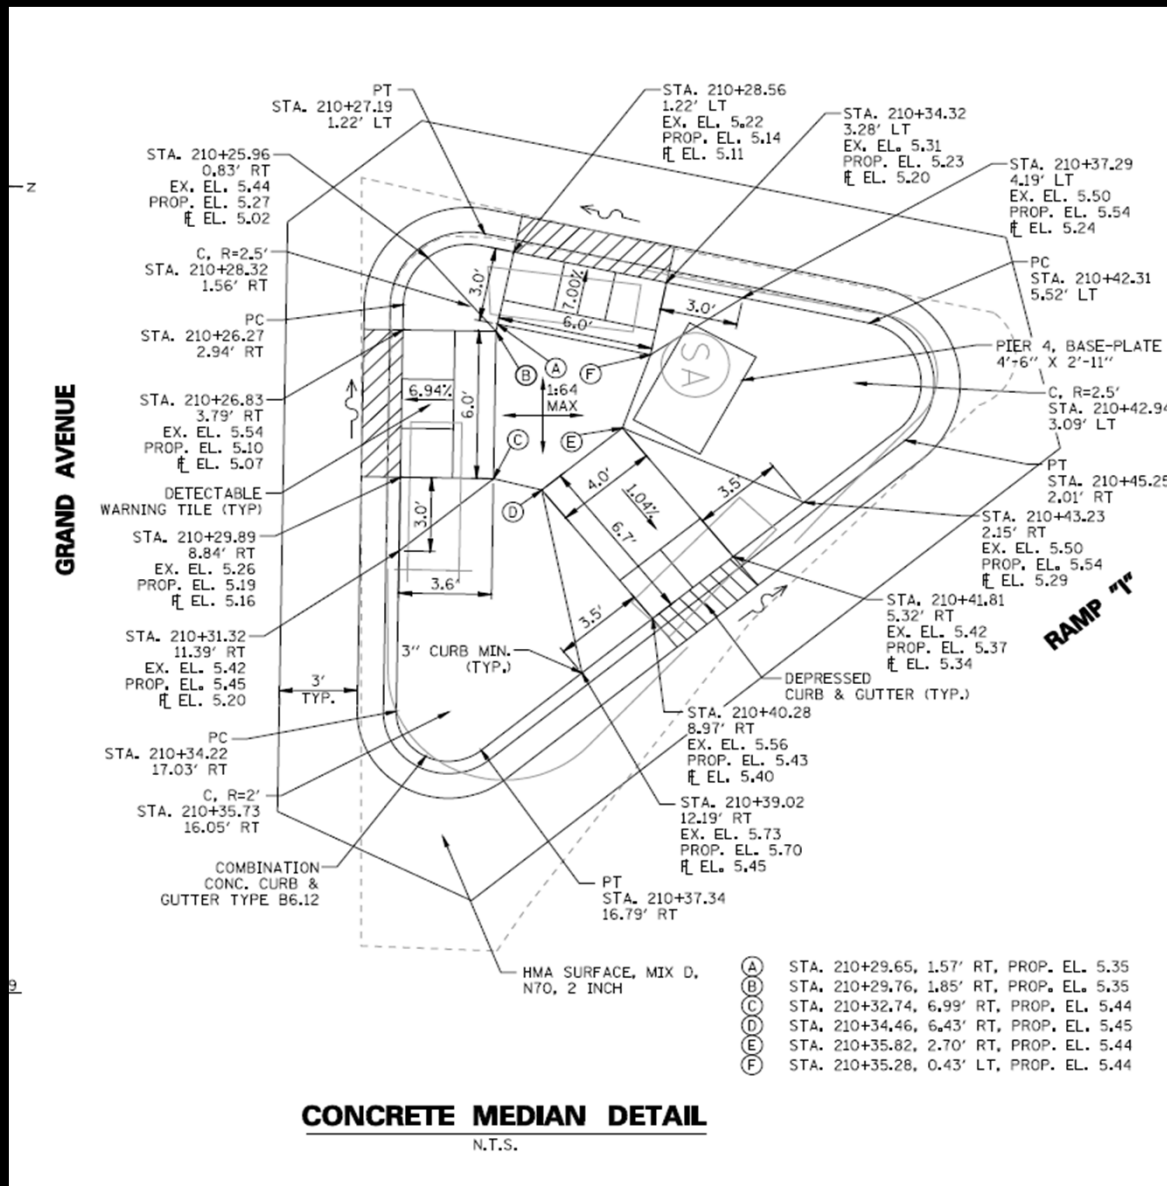 PT
STA. 210+27.19
1.22' LT
STA. 210+28.56
1.22' LT
EX. EL. 5.22
PROP. EL. 5.14
℄ EL. 5.11
STA. 210+34.32
3.28' LT
EX. EL. 5.31
PROP. EL. 5.23
℄ EL. 5.20
STA. 210+37.29
4.19' LT
EX. EL. 5.50
PROP. EL. 5.54
℄ EL. 5.24
STA. 210+25.96
0.83' RT
EX. EL. 5.44
PROP. EL. 5.27
℄ EL. 5.02
z
C, R=2.5'
STA. 210+28.32
1.56' RT
PC
STA. 210+42.31
5.52' LT
PC
STA. 210+26.27
2.94' RT
3.0'
7.00%
6.0'
3.0'
PIER 4, BASE-PLATE
4'-6" X 2'-11"
SA
A
B
F
C, R=2.5'
STA. 210+42.94
3.09' LT
GRAND AVENUE
STA. 210+26.83
3.79' RT
EX. EL. 5.54
PROP. EL. 5.10
℄ EL. 5.07
6.94%
6.0'
1:64
MAX
C
E
D
PT
STA. 210+45.25
2.01' RT
DETECTABLE
WARNING TILE (TYP)
4.0'
1.04%
3.5'
6.7'
3.0'
STA. 210+43.23
2.15' RT
EX. EL. 5.50
PROP. EL. 5.54
℄ EL. 5.29
STA. 210+29.89
8.84' RT
EX. EL. 5.26
PROP. EL. 5.19
℄ EL. 5.16
3.6'
3.5'
RAMP "I"
STA. 210+41.81
5.32' RT
EX. EL. 5.42
PROP. EL. 5.37
℄ EL. 5.34
STA. 210+31.32
11.39' RT
EX. EL. 5.42
PROP. EL. 5.45
℄ EL. 5.20
3" CURB MIN.
(TYP.)
DEPRESSED
CURB & GUTTER (TYP.)
3'
TYP.
STA. 210+40.28
8.97' RT
EX. EL. 5.56
PROP. EL. 5.43
℄ EL. 5.40
PC
STA. 210+34.22
17.03' RT
C, R=2'
STA. 210+35.73
16.05' RT
STA. 210+39.02
12.19' RT
EX. EL. 5.73
PROP. EL. 5.70
℄ EL. 5.45
COMBINATION
CONC. CURB &
GUTTER TYPE B6.12
PT
STA. 210+37.34
16.79' RT
HMA SURFACE, MIX D,
N70, 2 INCH
9
A STA. 210+29.65, 1.57' RT, PROP. EL. 5.35
B STA. 210+29.76, 1.85' RT, PROP. EL. 5.35
C STA. 210+32.74, 6.99' RT, PROP. EL. 5.44
D STA. 210+34.46, 6.43' RT, PROP. EL. 5.45
E STA. 210+35.82, 2.70' RT, PROP. EL. 5.44
F STA. 210+35.28, 0.43' LT, PROP. EL. 5.44
CONCRETE MEDIAN DETAIL
N.T.S.